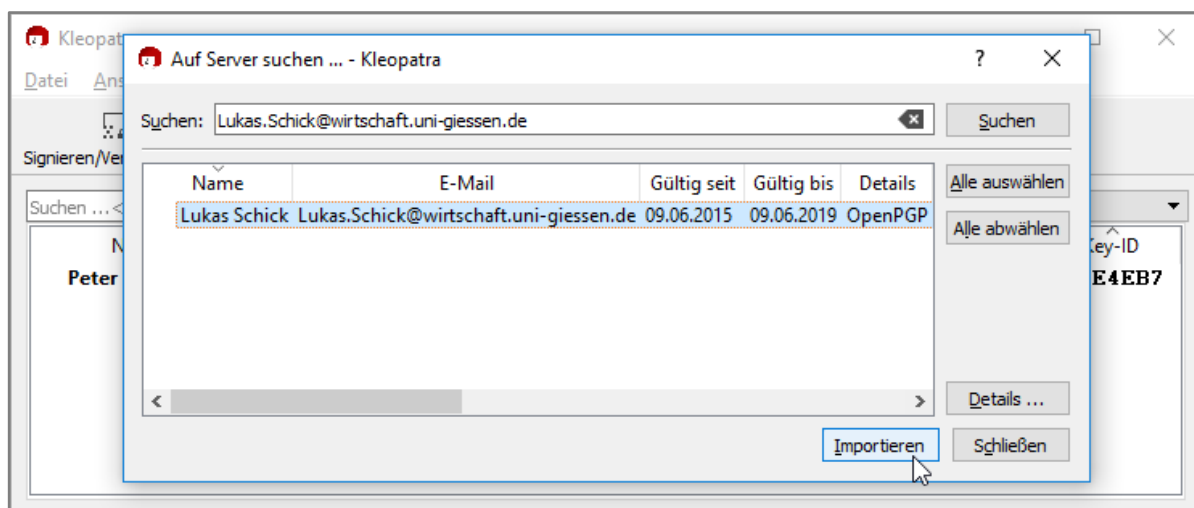 Kleopat
Auf Server suchen ... - Kleopatra
?
Datei Ans
Suchen: Lukas.Schick@wirtschaft.uni-giessen.de Suchen
Signieren/Ver
Name E-Mail Gültig seit Gültig bis Details Alle auswählen
Suchen ...<
Lukas Schick Lukas.Schick@wirtschaft.uni-giessen.de 09.06.2015 09.06.2019 OpenPGP
Alle abwählen
N Key-ID
Peter E4EB7
Details ...
Importieren Schließen